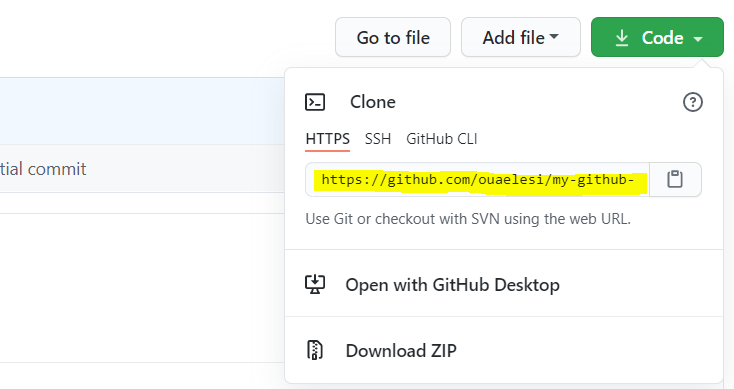 Go to file
Add file
Code
Clone
tial commit
HTTPS SSH GitHub CLI
https://github.com/ouaelesi/my-github-
Use Git or checkout with SVN using the web URL.
Open with GitHub Desktop
Download ZIP